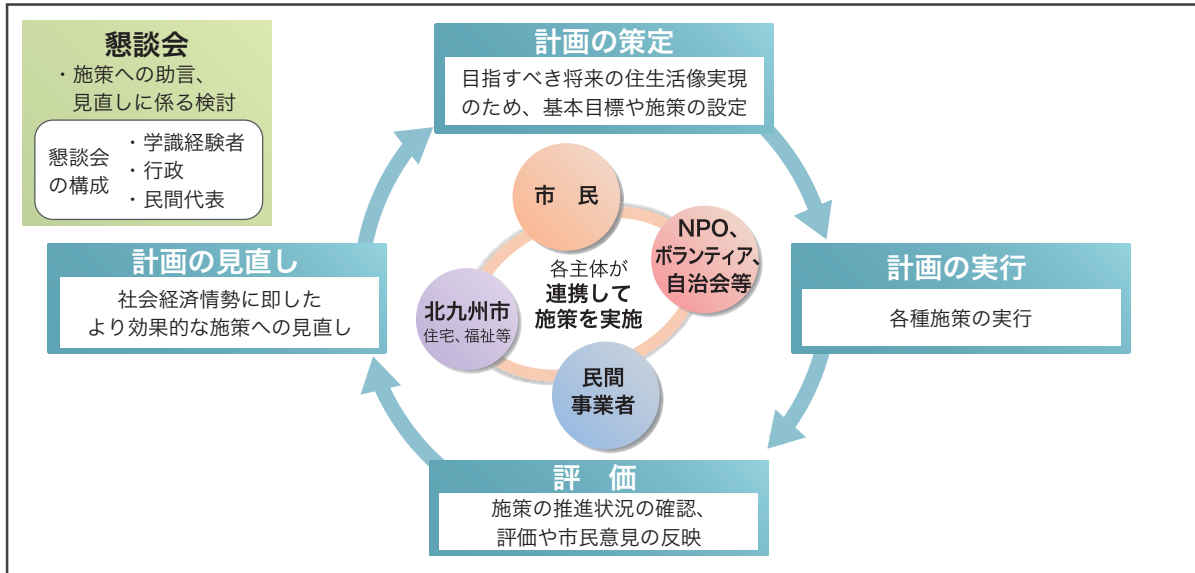 懇談会
・施策への助言、
見直しに係る検討
懇談会
の構成
・学識経験者
・行政
・民間代表
計画の策定
目指すべき将来の住生活像実現
のため、基本目標や施策の設定
計画の実行
各種施策の実行
評　価
施策の推進状況の確認、
評価や市民意見の反映
計画の見直し
社会経済情勢に即した
より効果的な施策への見直し
市　民
NPO、
ボランティア、
自治会等
民間
事業者
北九州市
住宅、福祉等
各主体が
連携して
施策を実施